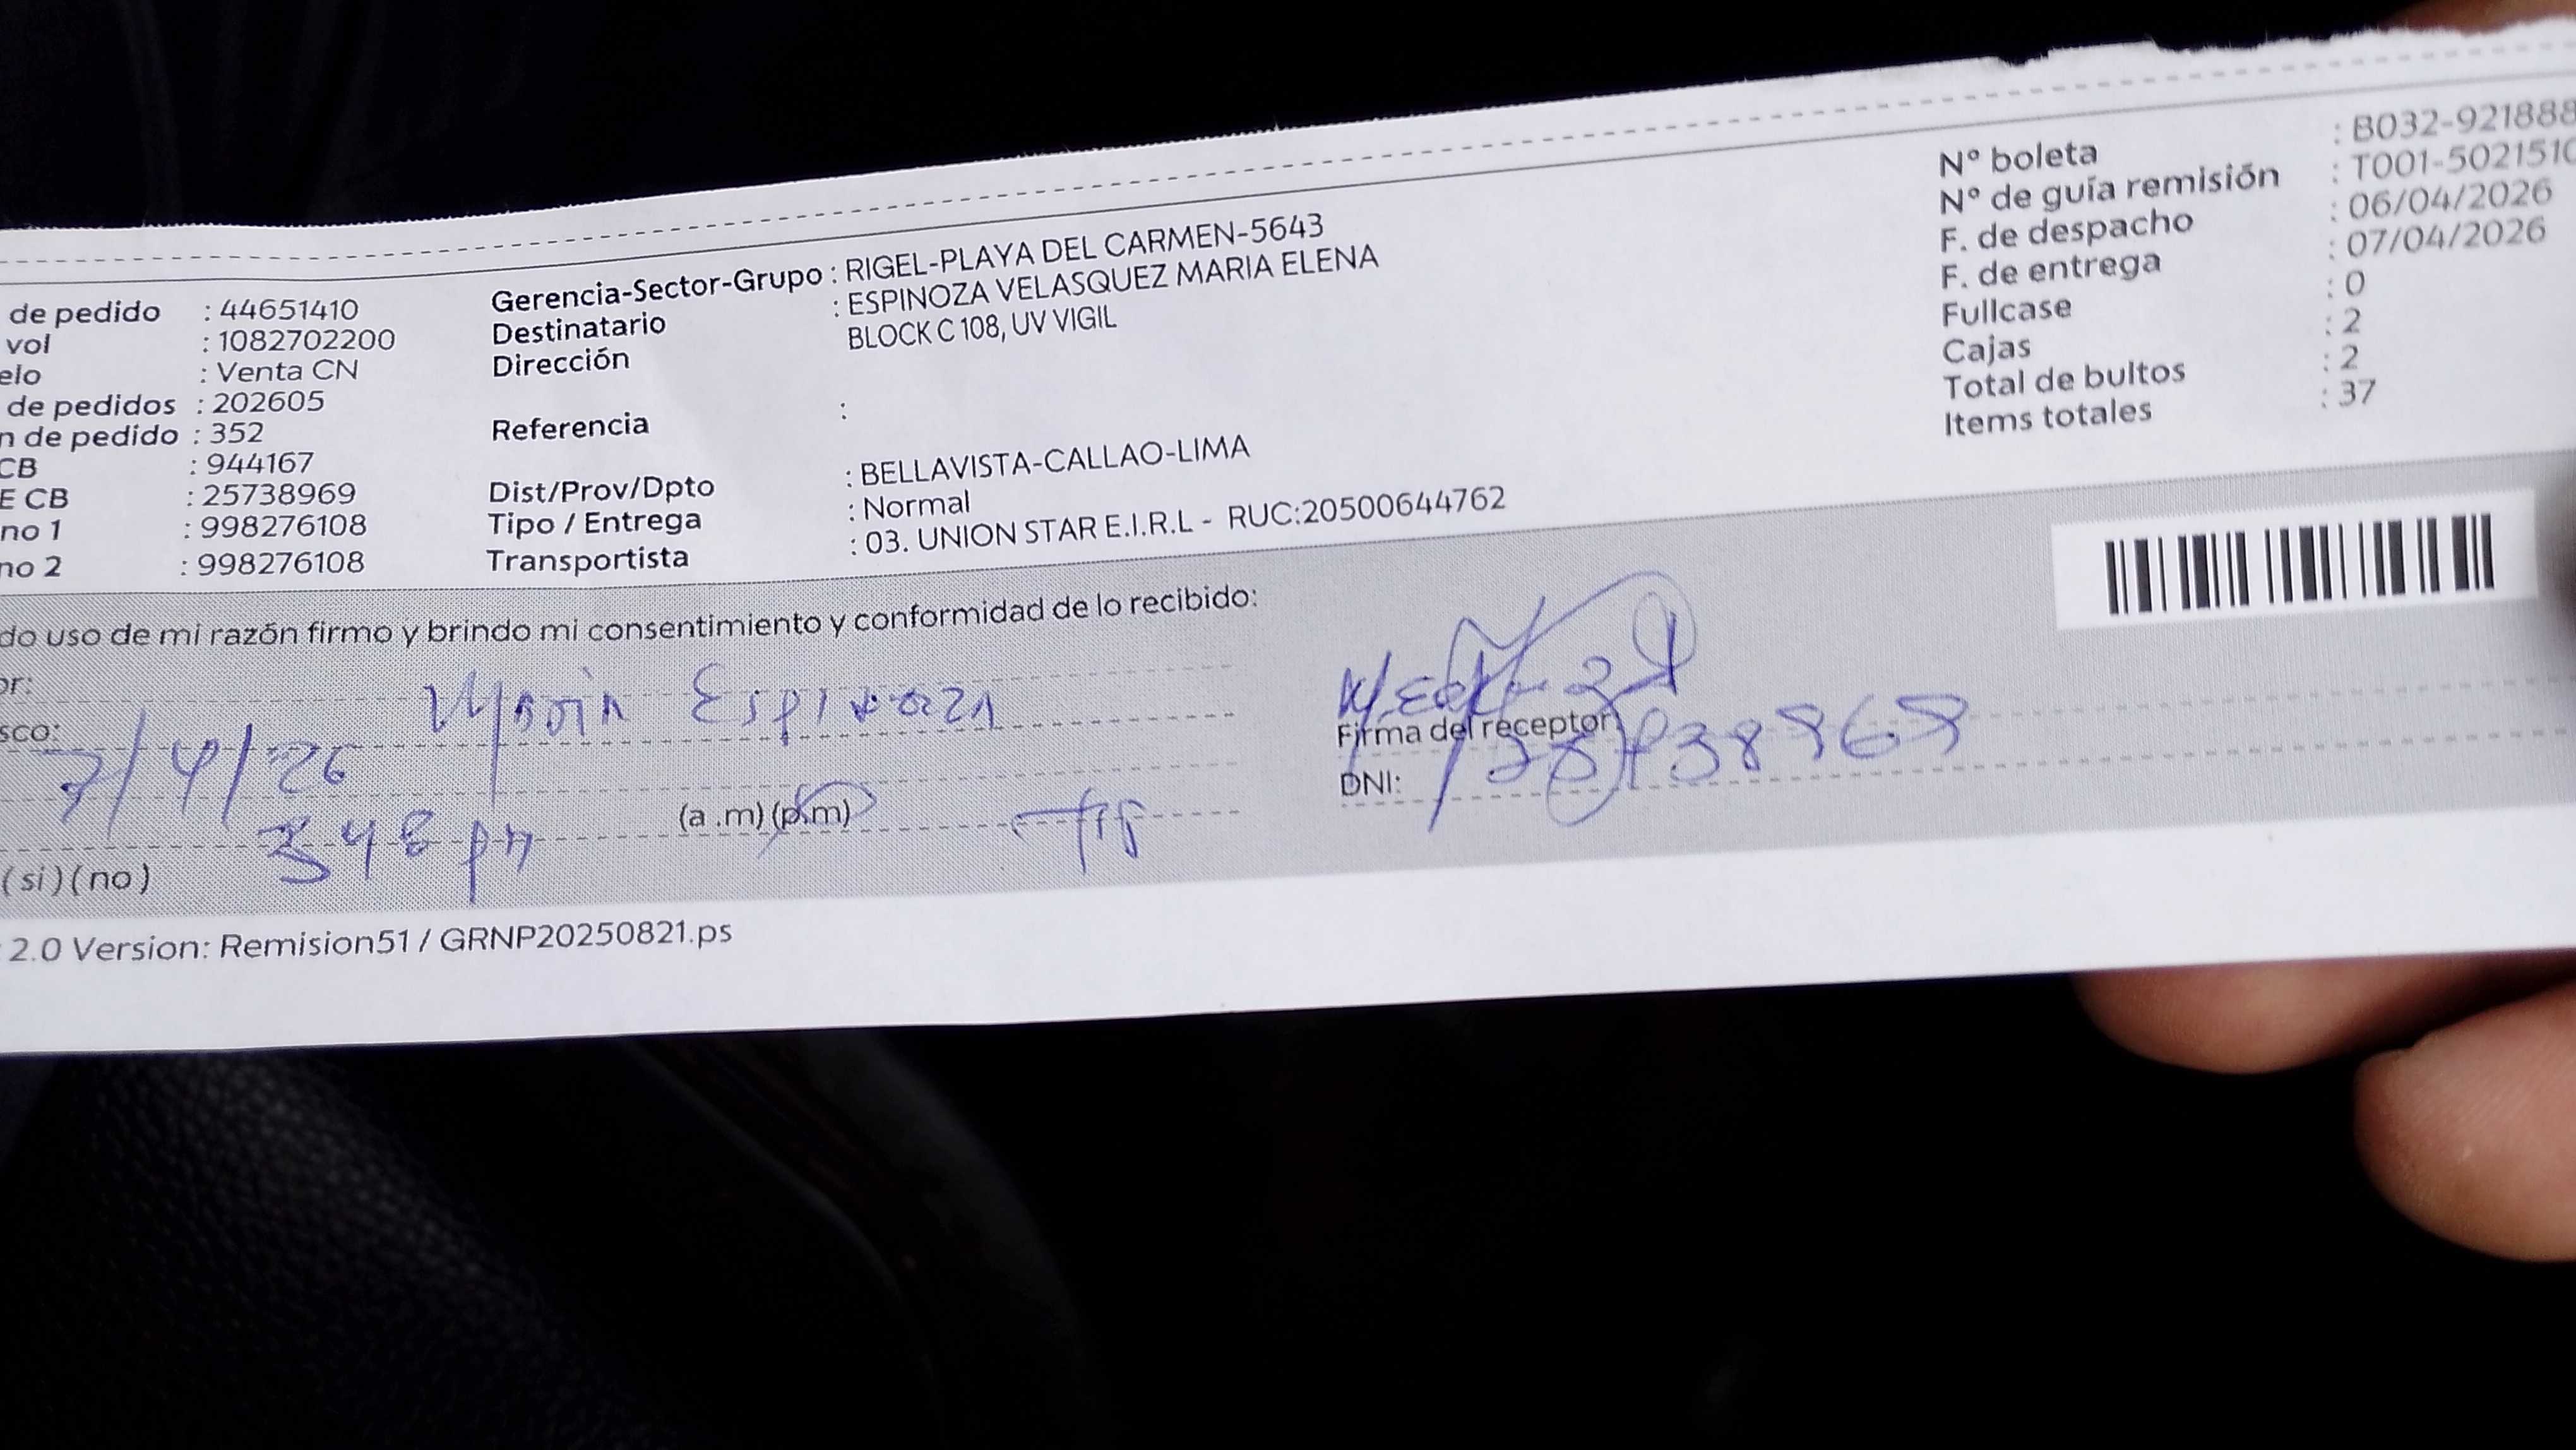 de pedido : 44651410
vol : 1082702200
elo : Venta CN
de pedidos : 202605
n de pedido : 352
CB : 944167
E CB : 25738969
no 1 : 998276108
no 2 : 998276108
Gerencia-Sector-Grupo : RIGEL-PLAYA DEL CARMEN-5643
Destinatario : ESPINOZA VELASQUEZ MARIA ELENA
Dirección BLOCK C 108, UV VIGIL
Referencia :
Dist/Prov/Dpto : BELLAVISTA-CALLAO-LIMA
Tipo / Entrega : Normal
Transportista : 03. UNION STAR E.I.R.L - RUC:20500644762
N° boleta : B032-921888
N° de guía remisión : T001-5021510
F. de despacho : 06/04/2026
F. de entrega : 07/04/2026
Fullcase : 0
Cajas : 2
Total de bultos : 2
Items totales : 37
do uso de mi razón firmo y brindo mi consentimiento y conformidad de lo recibido:
or: Maria Espinoza
sco:
7/4/26
348 pm (a .m) (p.m)
(si) (no)
Firma del receptor
DNI: 25738969
2.0 Version: Remision51 / GRNP20250821.ps